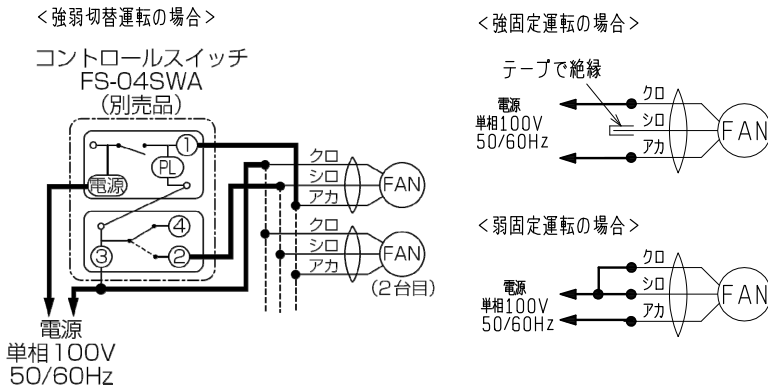 ＜強弱切替運転の場合＞
コントロールスイッチ
FS-04SWA
(別売品)
①
PL
電源
④
③
②
クロ
シロ
アカ
FAN
クロ
シロ
アカ
FAN
(2台目)
電源
単相100V
50/60Hz
＜強固定運転の場合＞
テープで絶縁
電源
単相100V
50/60Hz
クロ
シロ
アカ
FAN
＜弱固定運転の場合＞
電源
単相100V
50/60Hz
クロ
シロ
アカ
FAN